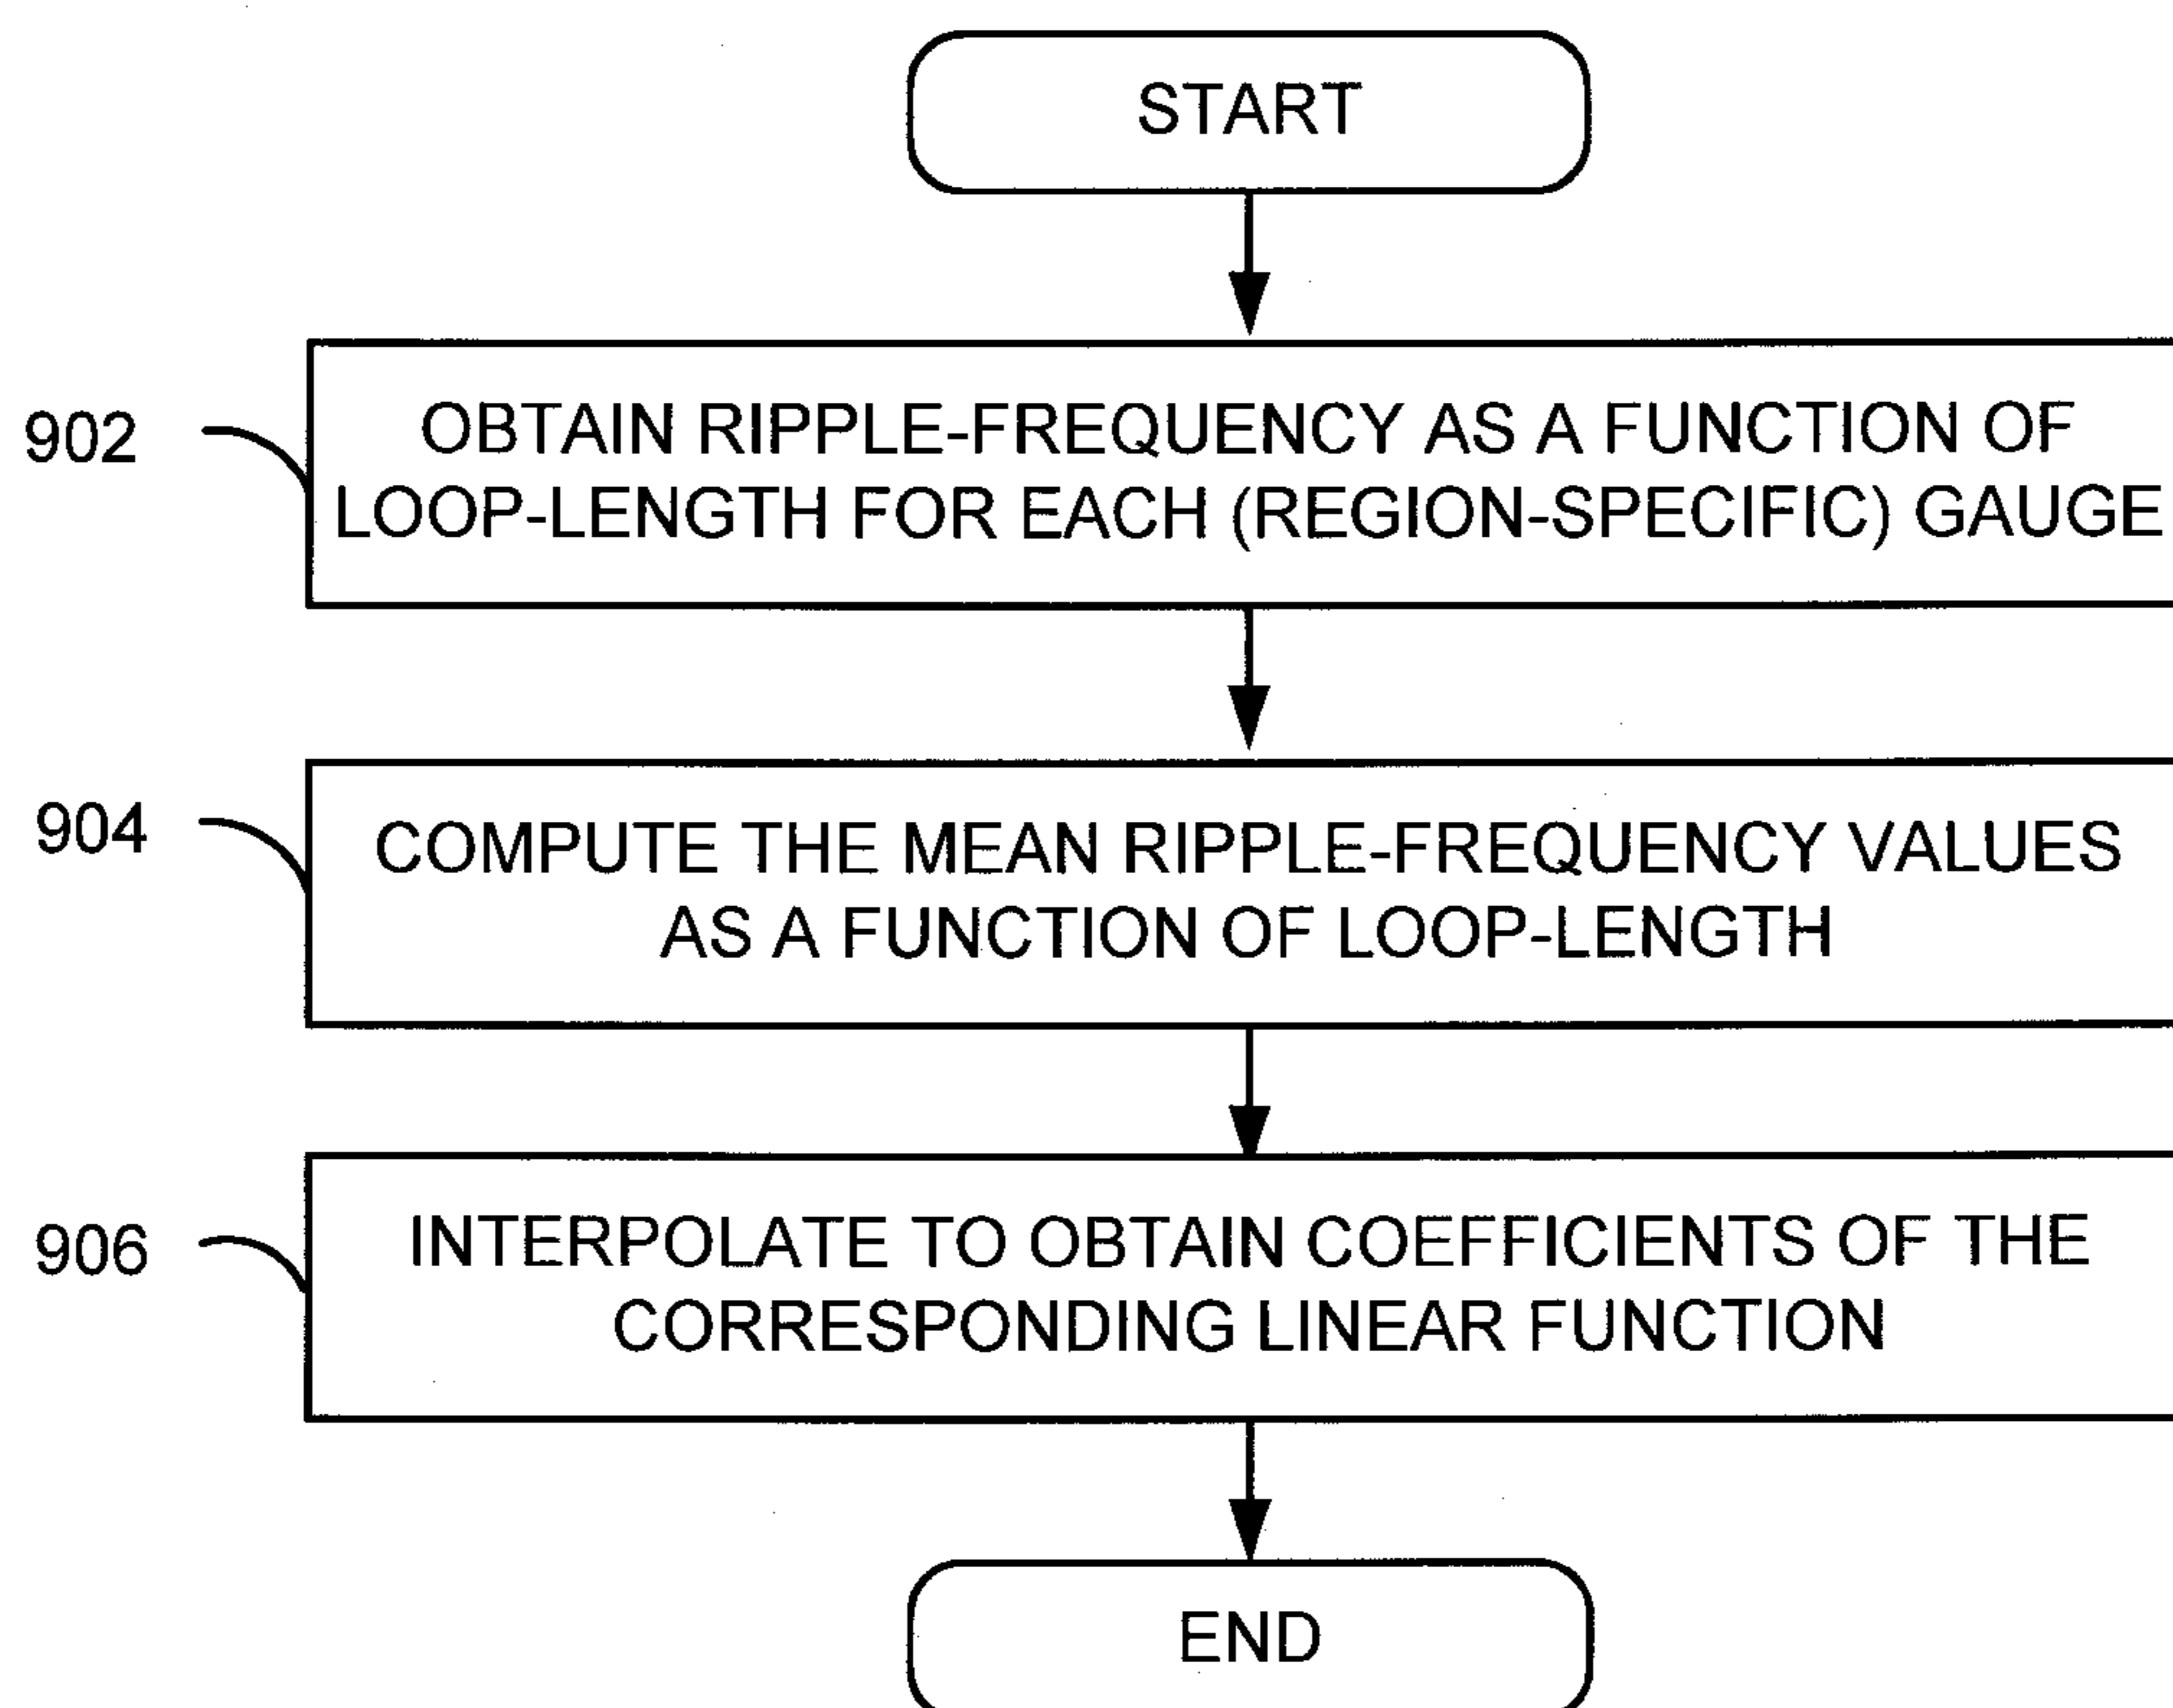 START
902
OBTAIN RIPPLE-FREQUENCY AS A FUNCTION OF
LOOP-LENGTH FOR EACH (REGION-SPECIFIC) GAUGE
904
COMPUTE THE MEAN RIPPLE-FREQUENCY VALUES
AS A FUNCTION OF LOOP-LENGTH
906
INTERPOLATE TO OBTAIN COEFFICIENTS OF THE
CORRESPONDING LINEAR FUNCTION
END